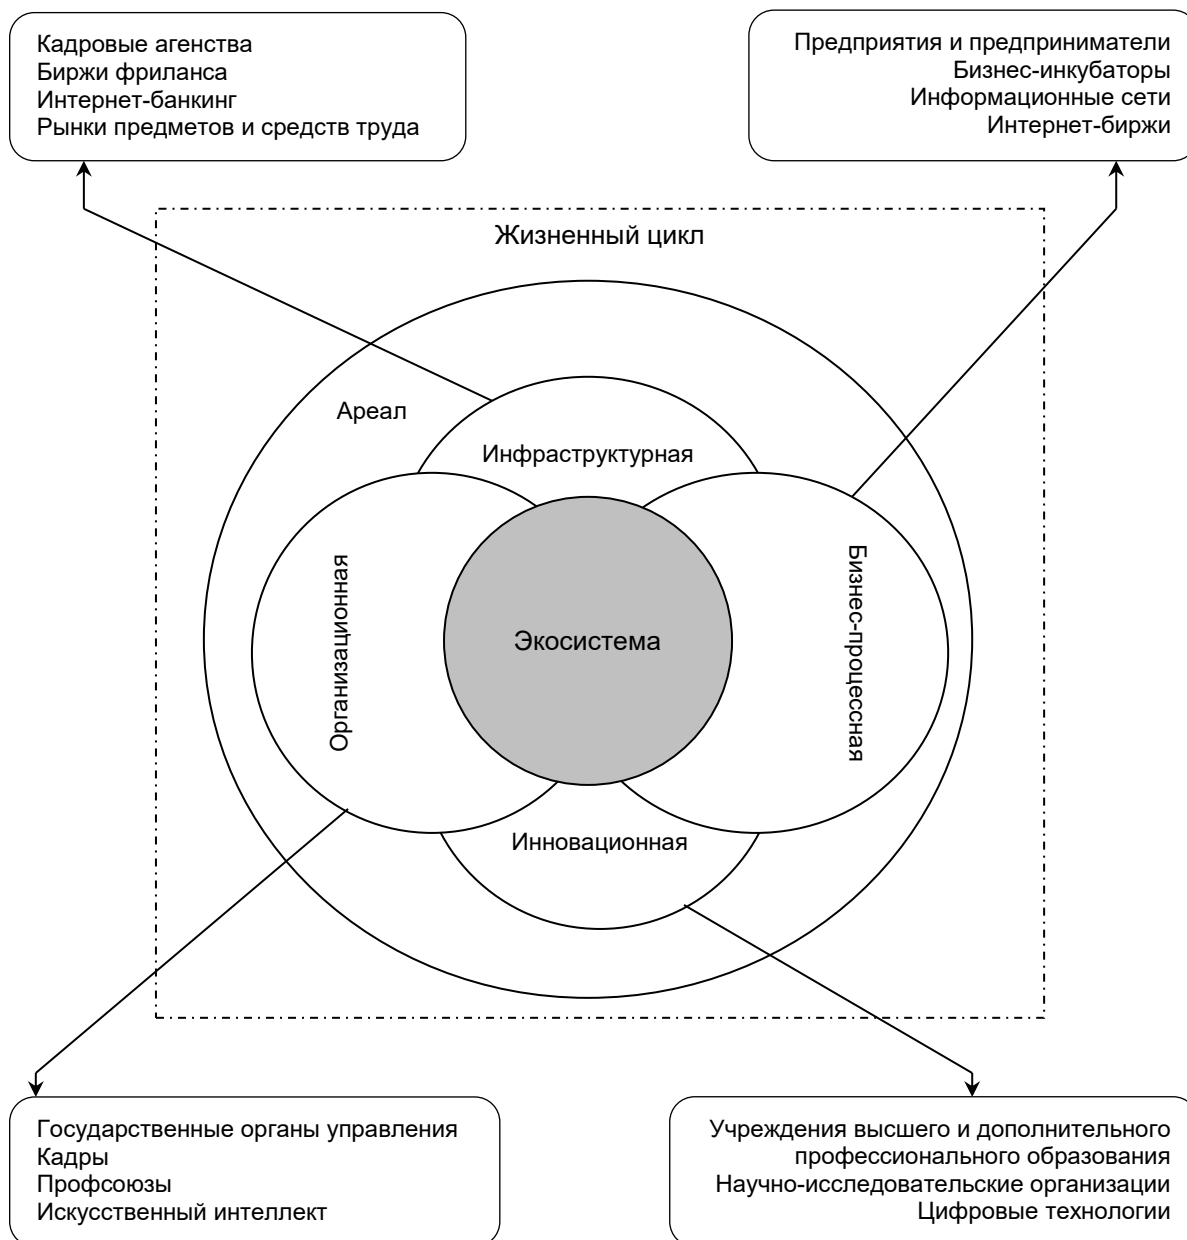 Кадровые агенства
Биржи фриланса
Интернет-банкинг
Рынки предметов и средств труда
Предприятия и предприниматели
Бизнес-инкубаторы
Информационные сети
Интернет-биржи
Жизненный цикл
Ареал
Инфраструктурная
Организационная
Экосистема
Бизнес-процессная
Инновационная
Государственные органы управления
Кадры
Профсоюзы
Искусственный интеллект
Учреждения высшего и дополнительного
профессионального образования
Научно-исследовательские организации
Цифровые технологии